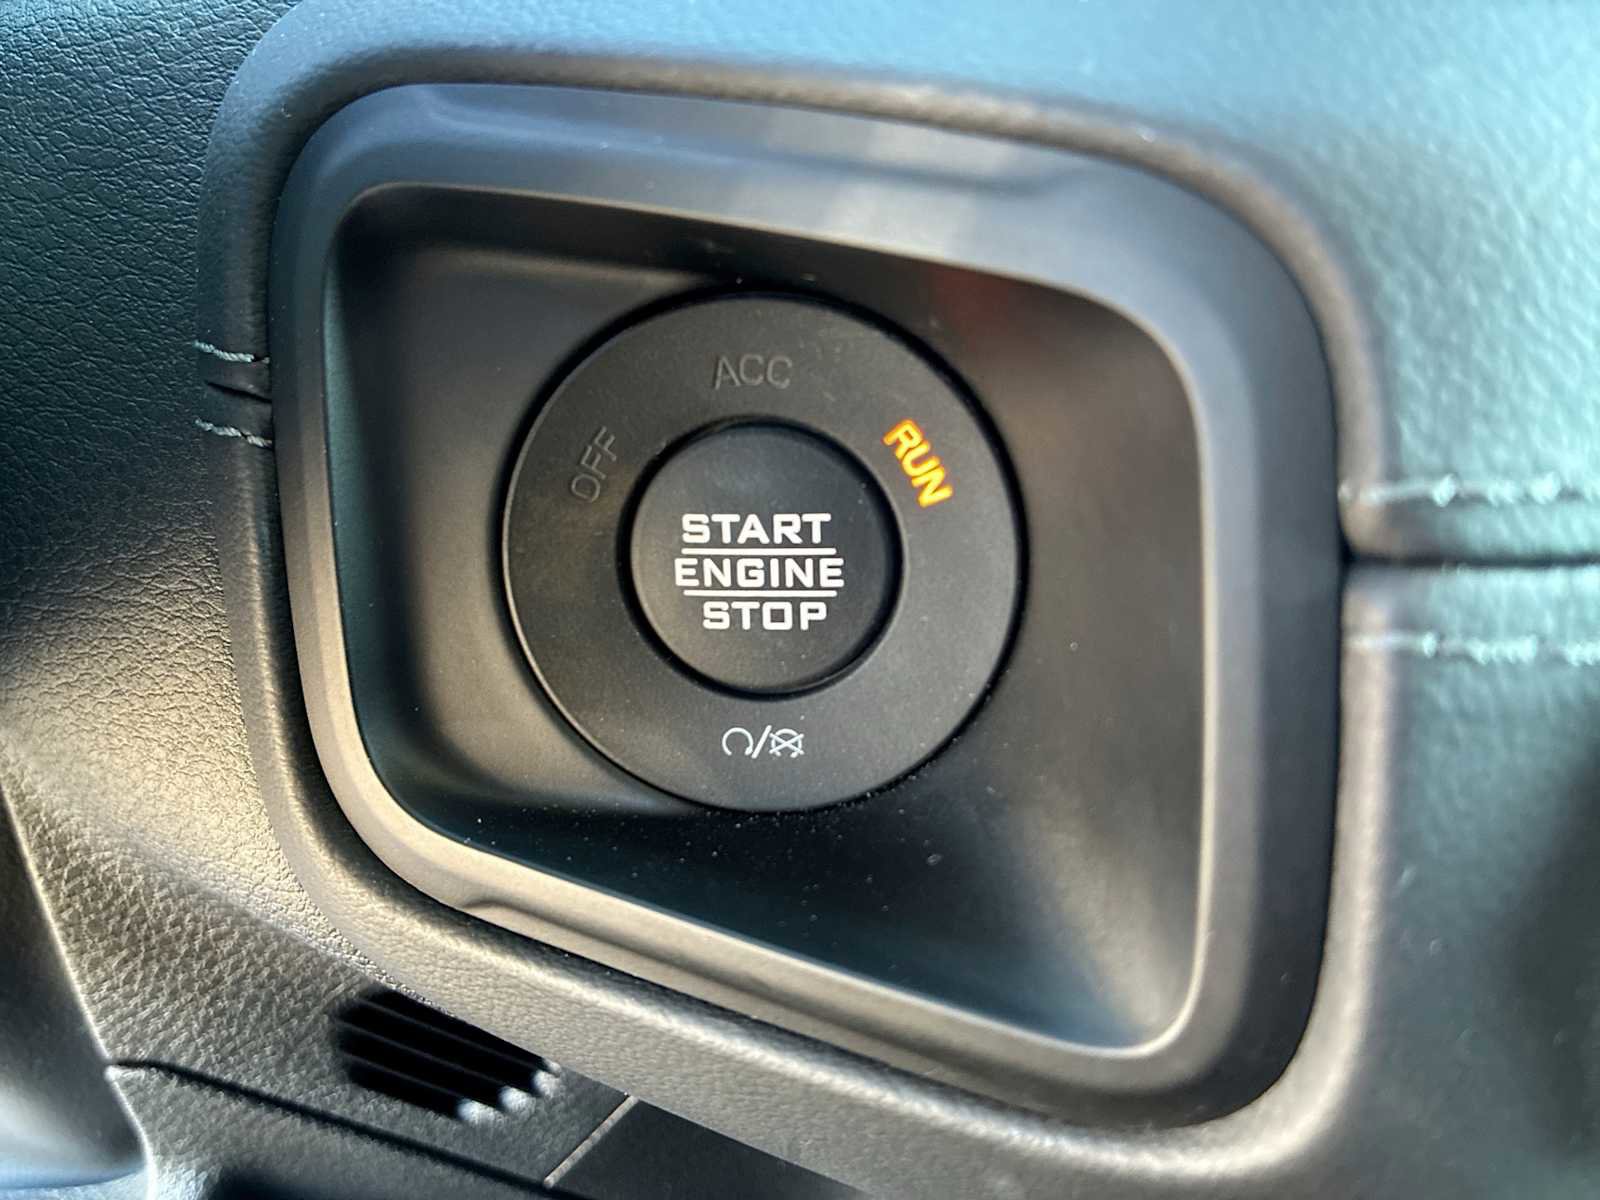 ACC
OFF
RUN
START
ENGINE
STOP